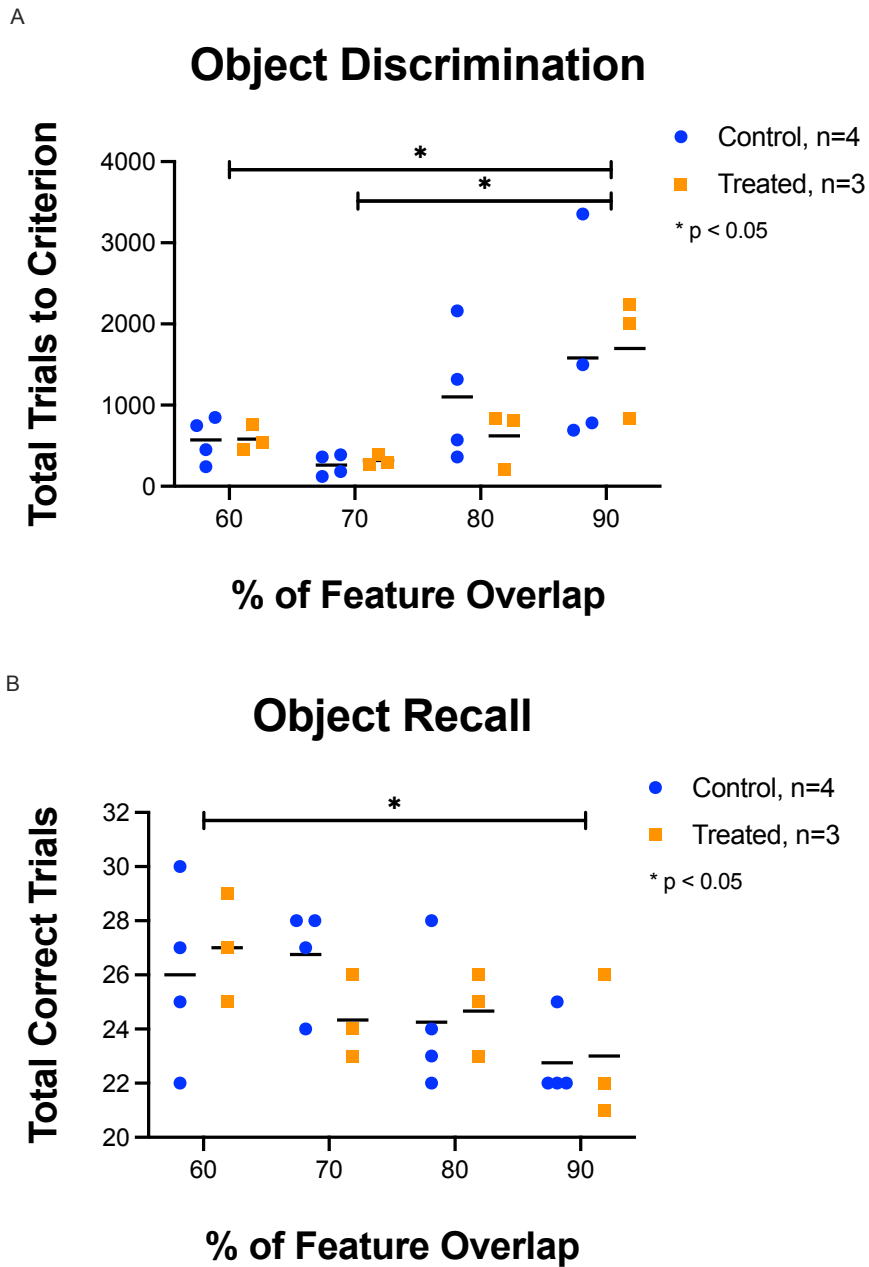 A
Object Discrimination
Total Trials to Criterion
4000
3000
2000
1000
0
*
*
Control, n=4
Treated, n=3
* p < 0.05
60 70 80 90
% of Feature Overlap
B
Object Recall
Total Correct Trials
32
30
28
26
24
22
20
*
Control, n=4
Treated, n=3
* p < 0.05
60 70 80 90
% of Feature Overlap